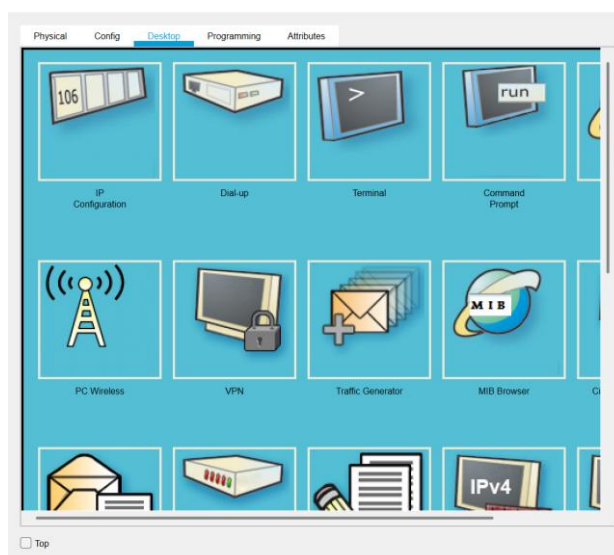 Physical Config Desktop Programming Attributes
106
>
run
IP
Configuration
Dial-up
Terminal
Command
Prompt
PC Wireless
VPN
Traffic Generator
MIB
MIB Browser
IPv4
Top